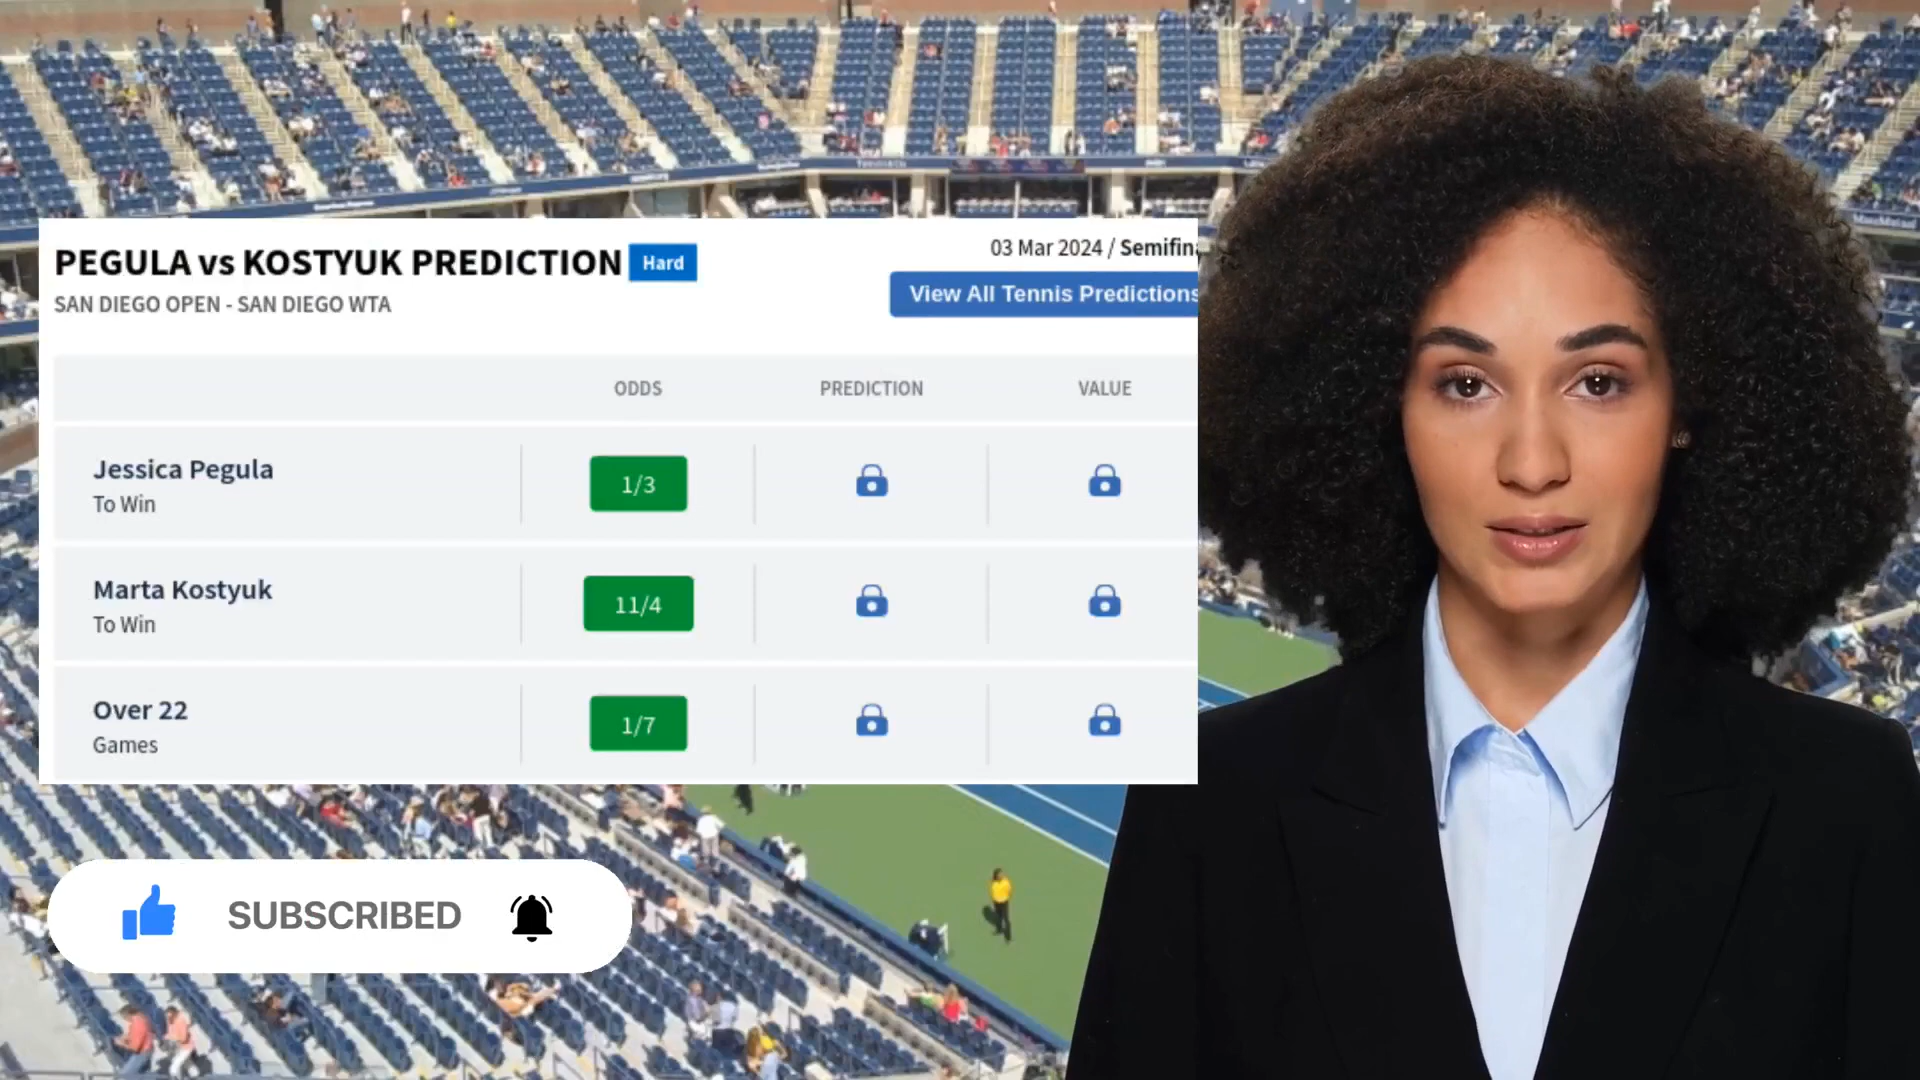 PEGULA vs KOSTYUK PREDICTION Hard
SAN DIEGO OPEN - SAN DIEGO WTA
03 Mar 2024 / Semifina
View All Tennis Predictions
ODDS PREDICTION VALUE
Jessica Pegula
To Win
1/3
Marta Kostyuk
To Win
11/4
Over 22
Games
1/7
SUBSCRIBED